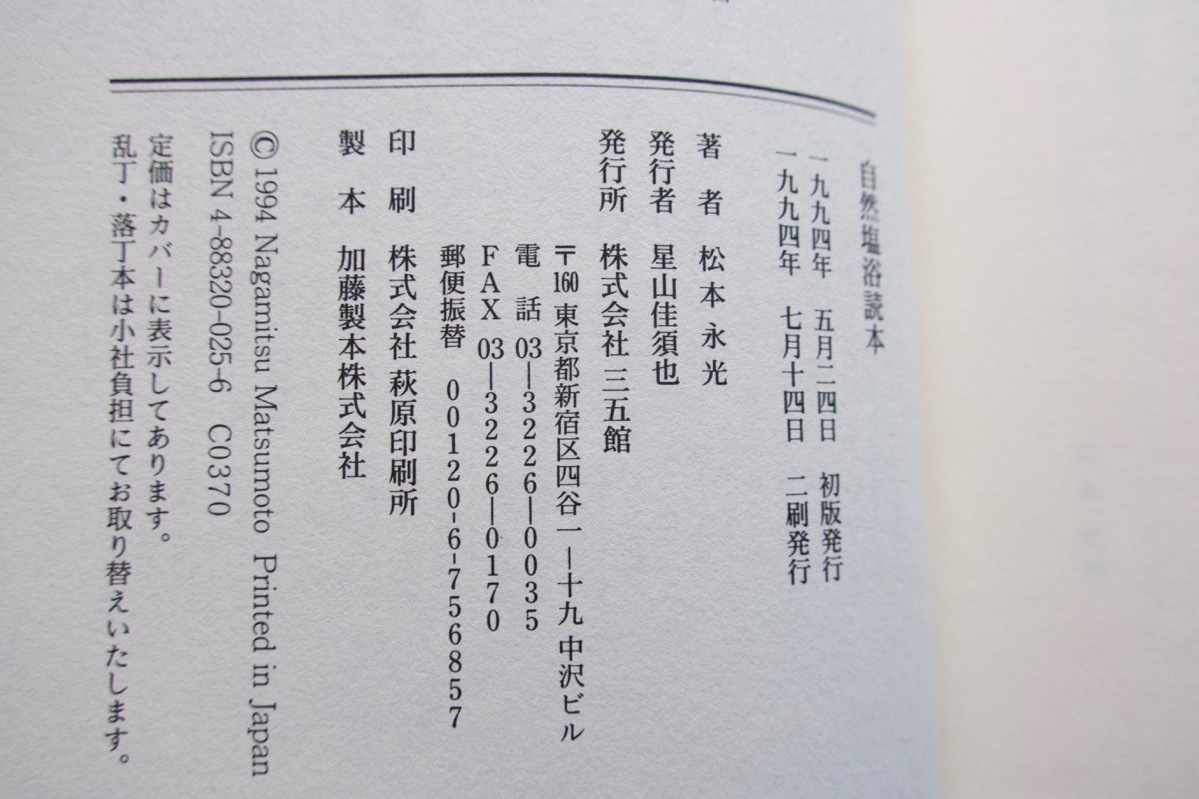 自然塩浴読本
一九九四年 五月二四日 初版発行
一九九四年 七月十四日 二刷発行
著者 松本永光
発行者 星山佳須也
発行所 株式会社 三五館
〒160 東京都新宿区四谷一―十九 中沢ビル
電話 03―3226―0035
FAX 03―3226―0170
郵便振替 00120-6-756857
印刷 株式会社 萩原印刷所
製本 加藤製本株式会社
© 1994 Nagamitsu Matsumoto Printed in Japan
ISBN 4-88320-025-6 C0370
定価はカバーに表示してあります。
乱丁・落丁本は小社負担にてお取り替えいたします。